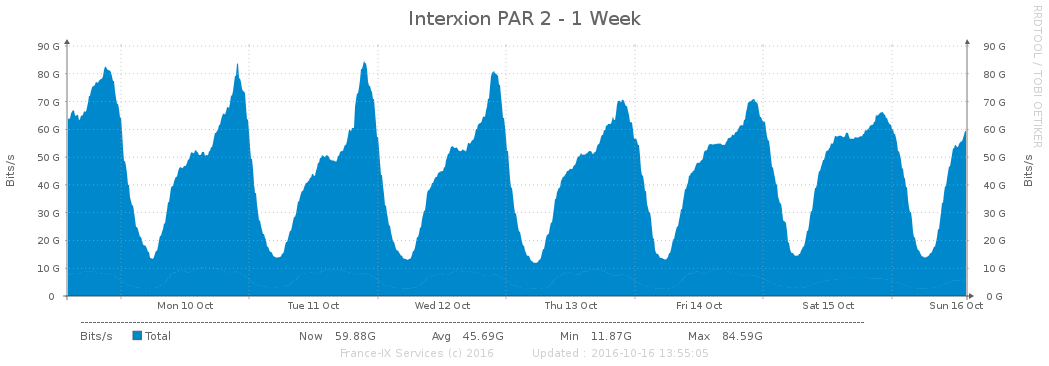 Interxion PAR 2 - 1 Week
RRDTOOL / TOBI OETIKER
90 G 90 G
80 G 80 G
70 G 70 G
60 G 60 G
50 G 50 G
40 G 40 G
30 G 30 G
20 G 20 G
10 G 10 G
0 0 G
Bits/s
Bits/s
Mon 10 Oct Tue 11 Oct Wed 12 Oct Thu 13 Oct Fri 14 Oct Sat 15 Oct Sun 16 Oct
Bits/s Total Now 59.88G Avg 45.69G Min 11.87G Max 84.59G
France-IX Services (c) 2016 Updated : 2016-10-16 13:55:05